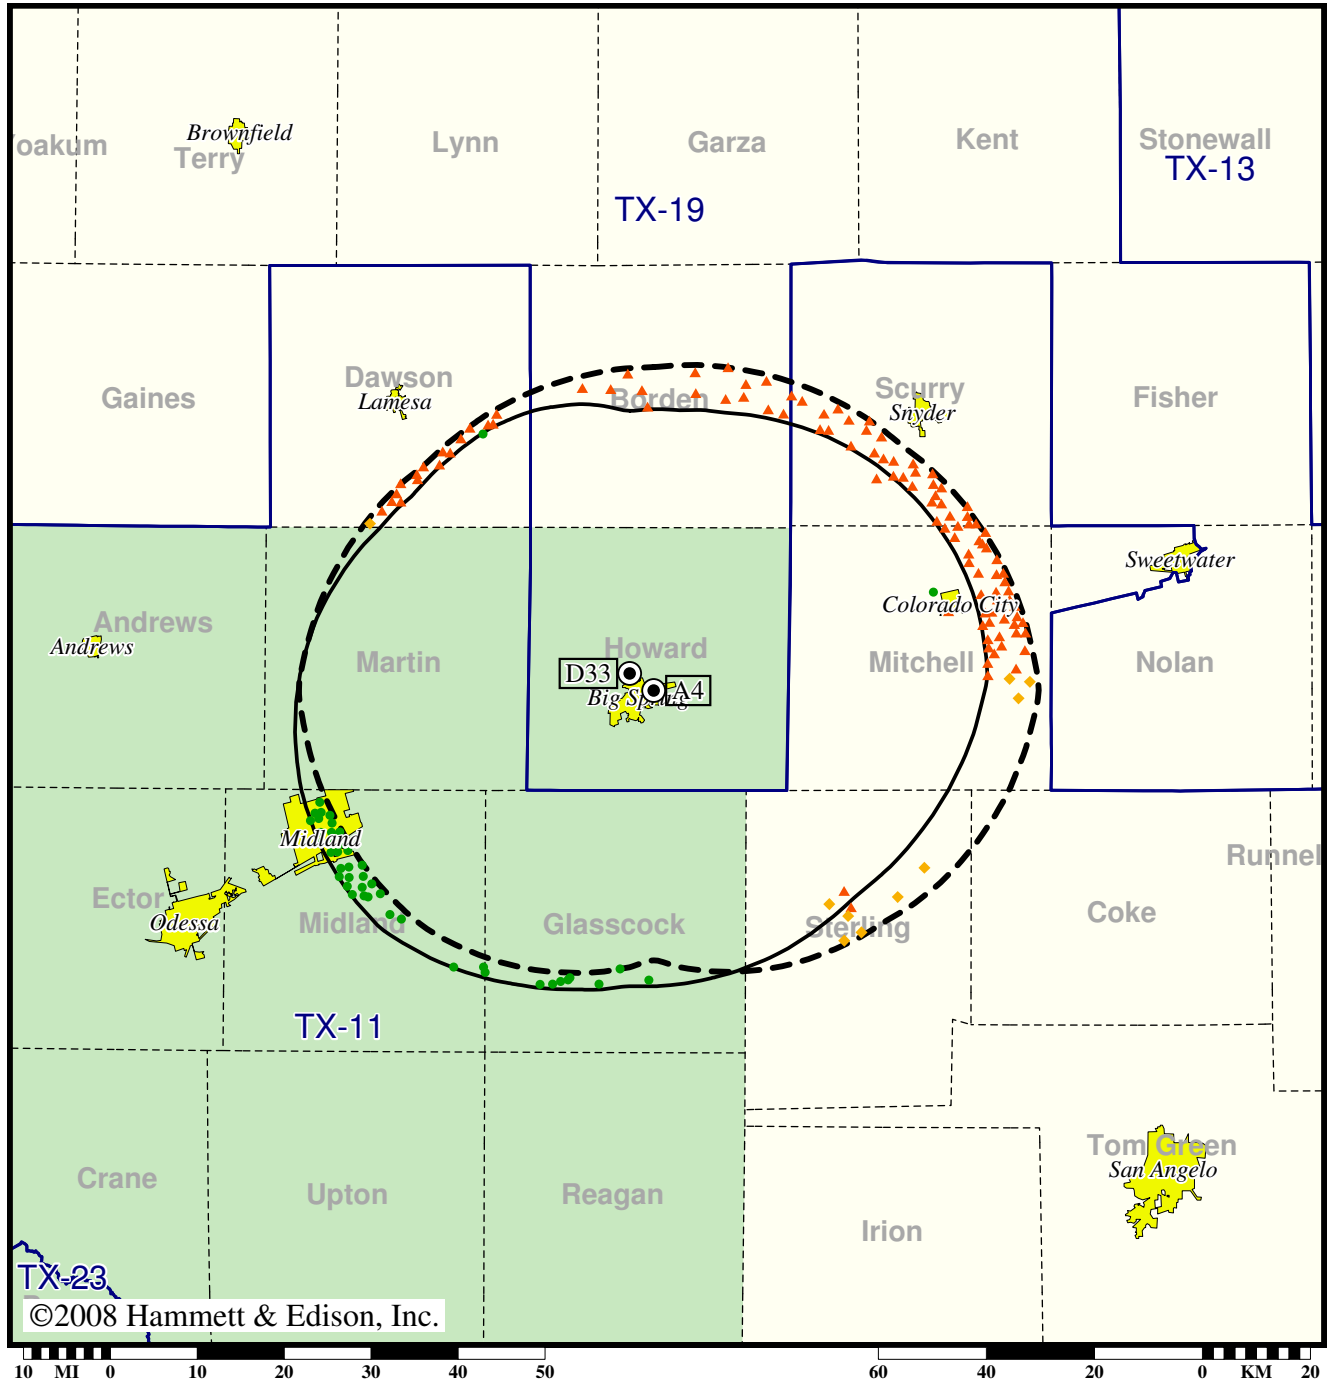 Brownfield
oakum
Terry
Lynn
Garza
Kent
Stonewall
TX-13
TX-19
Gaines
Dawson
Lamesa
Borden
Scurry
Snyder
Fisher
Sweetwater
Andrews
Andrews
Martin
Howard
D33
A4
Big Spring
Colorado City
Mitchell
Nolan
Midland
Ector
Odessa
Midland
Glasscock
Sterling
Coke
Runnel
TX-11
Crane
Upton
Reagan
Irion
Tom Green
San Angelo
TX-23
©2008 Hammett & Edison, Inc.
10 MI 0 10 20 30 40 50 60 40 20 0 KM 20